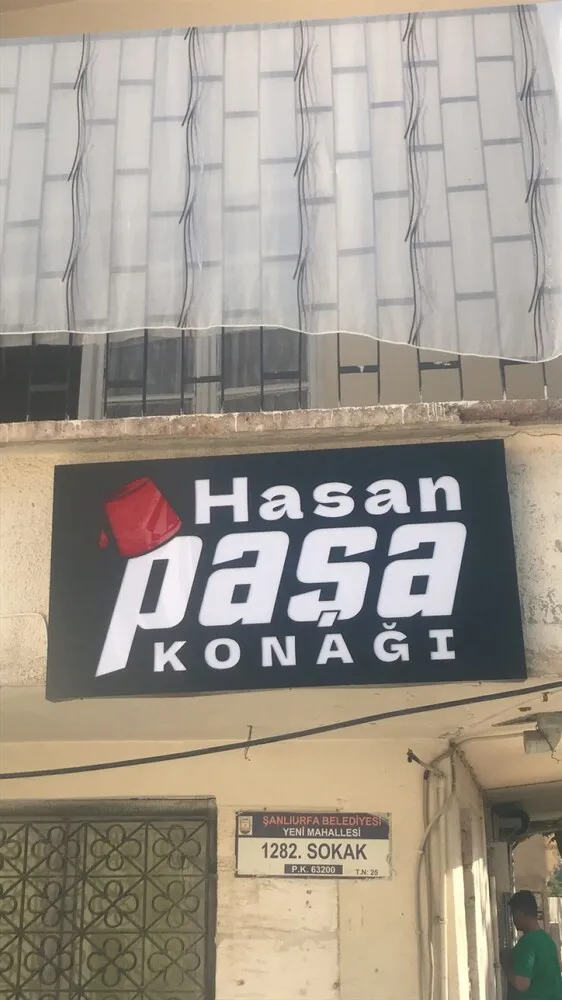 Hasan
paşa
KONAĞI
ŞANLIURFA BELEDİYESİ
YENİ MAHALLESİ
1282. SOKAK
P.K. 63200
T.N: 25